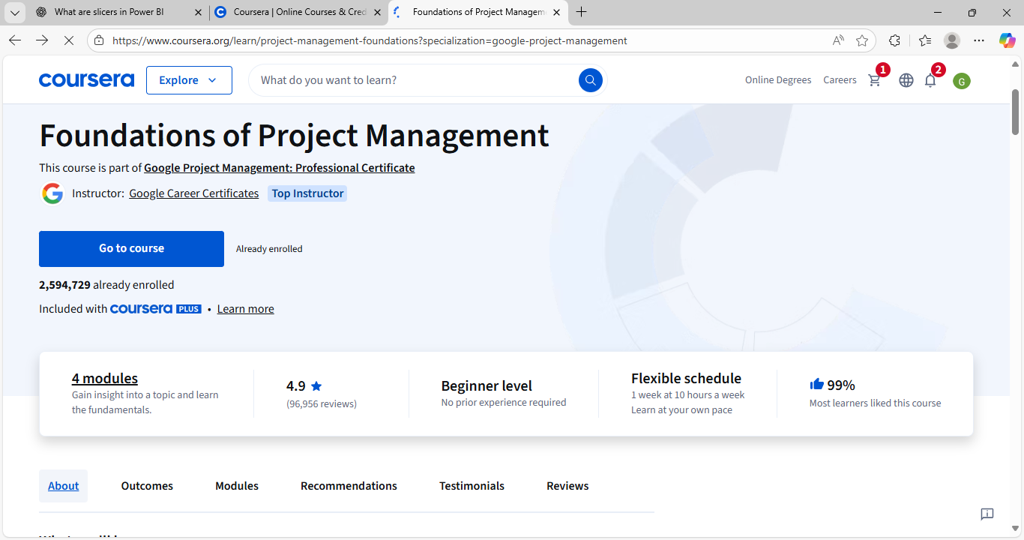 What are slicers in Power BI
Coursera | Online Courses & Cred
Foundations of Project Managem
https://www.coursera.org/learn/project-management-foundations?specialization=google-project-management
coursera
Explore
What do you want to learn?
Online Degrees
Careers
1
2
G
Foundations of Project Management
This course is part of Google Project Management: Professional Certificate
Instructor: Google Career Certificates
Top Instructor
Go to course
Already enrolled
2,594,729 already enrolled
Included with coursera PLUS • Learn more
4 modules
Gain insight into a topic and learn
the fundamentals.
4.9
(96,956 reviews)
Beginner level
No prior experience required
Flexible schedule
1 week at 10 hours a week
Learn at your own pace
99%
Most learners liked this course
About
Outcomes
Modules
Recommendations
Testimonials
Reviews